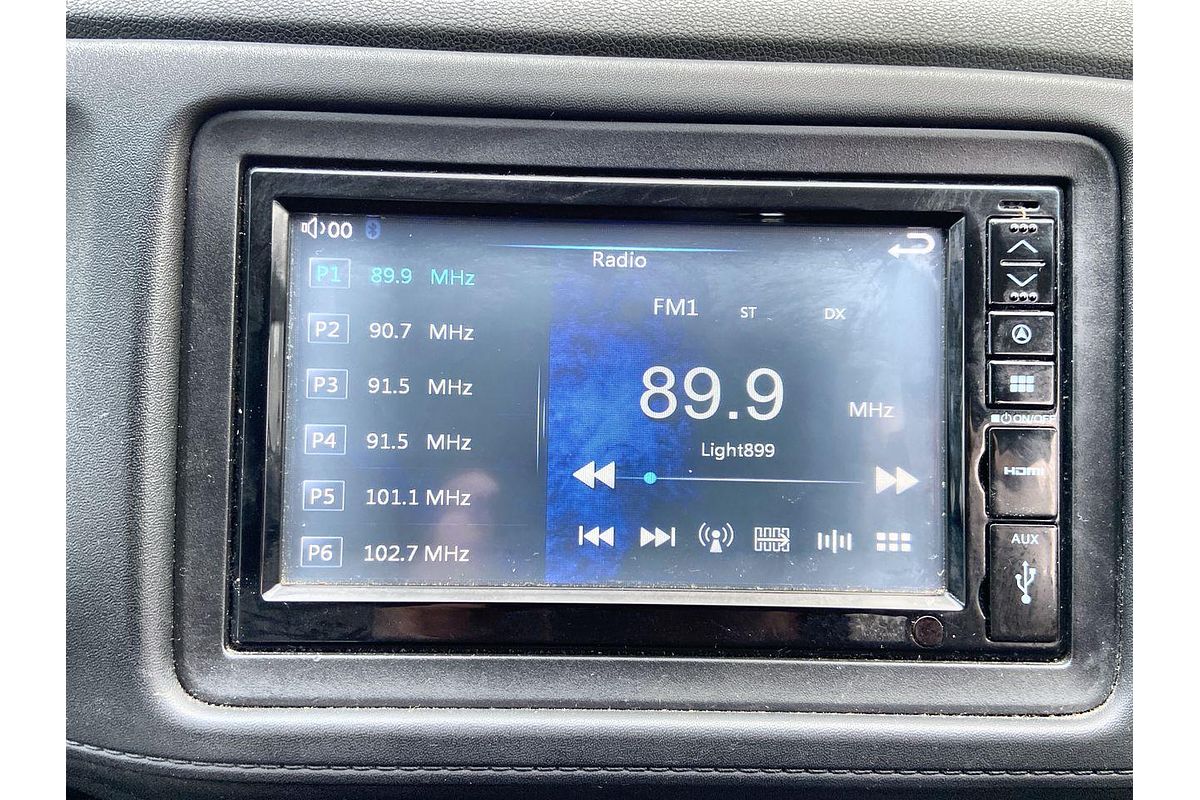 00
Radio
P1 89.9 MHz
P2 90.7 MHz
P3 91.5 MHz
P4 91.5 MHz
P5 101.1 MHz
P6 102.7 MHz
FM1 ST DX
89.9 MHz
Light899
ON/OFF
HDMI
AUX